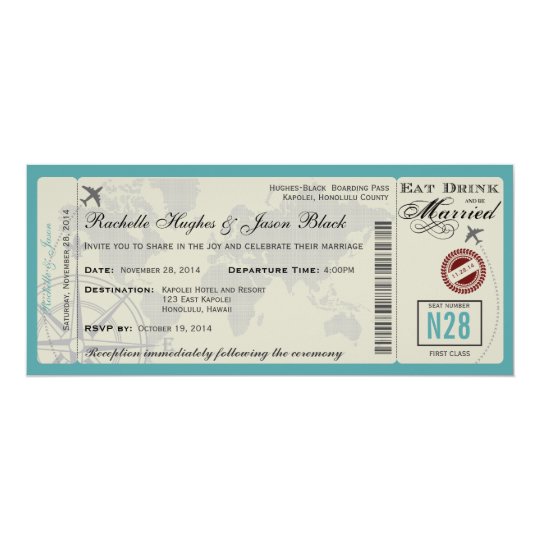 Rachelle & Jason
Saturday, November 28, 2014
Hughes-Black Boarding Pass
Kapolei, Honolulu County
Rachelle Hughes & Jason Black
Invite you to share in the joy and celebrate their marriage
Date: November 28, 2014 Departure Time: 4:00PM
Destination: Kapolei Hotel and Resort
123 East Kapolei
Honolulu, Hawaii
RSVP by: October 19, 2014
Reception immediately following the ceremony
E
Eat Drink
and be
Married
11.28.14
SEAT NUMBER
N28
FIRST CLASS